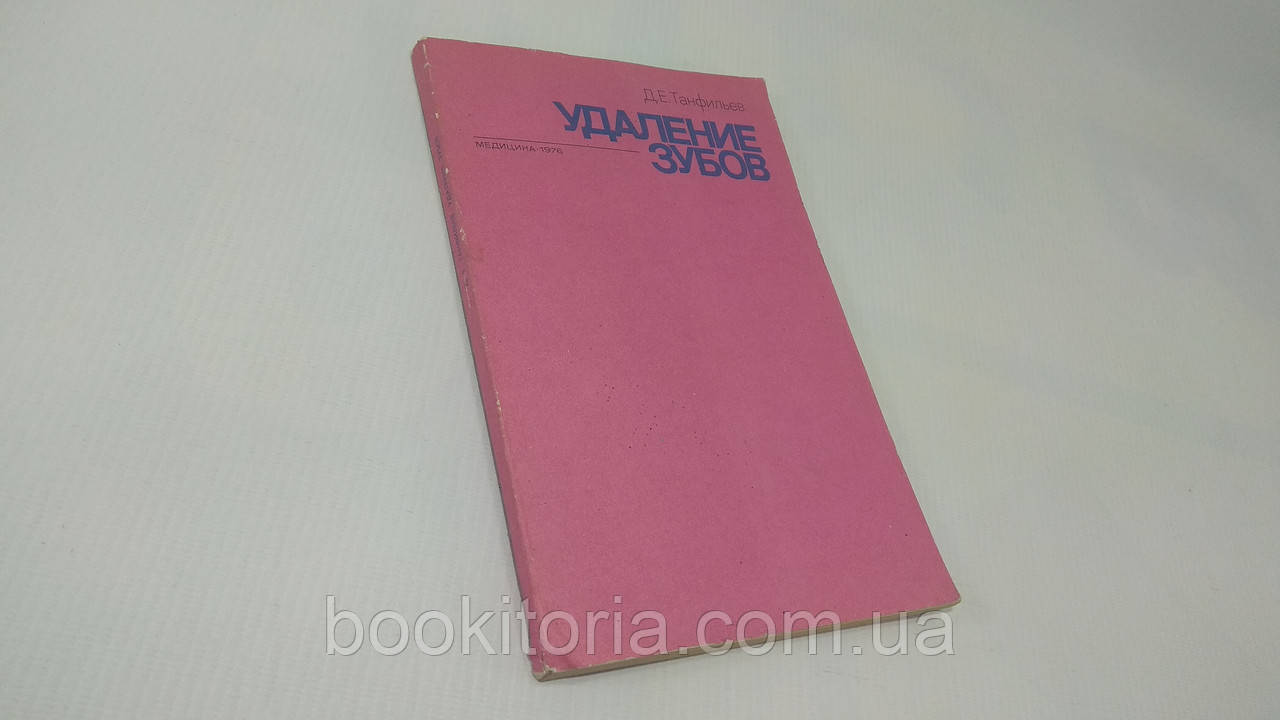 Д.Е.Танфильев
УДАЛЕНИЕ
ЗУБОВ
МЕДИЦИНА·1976
bookitoria.com.ua